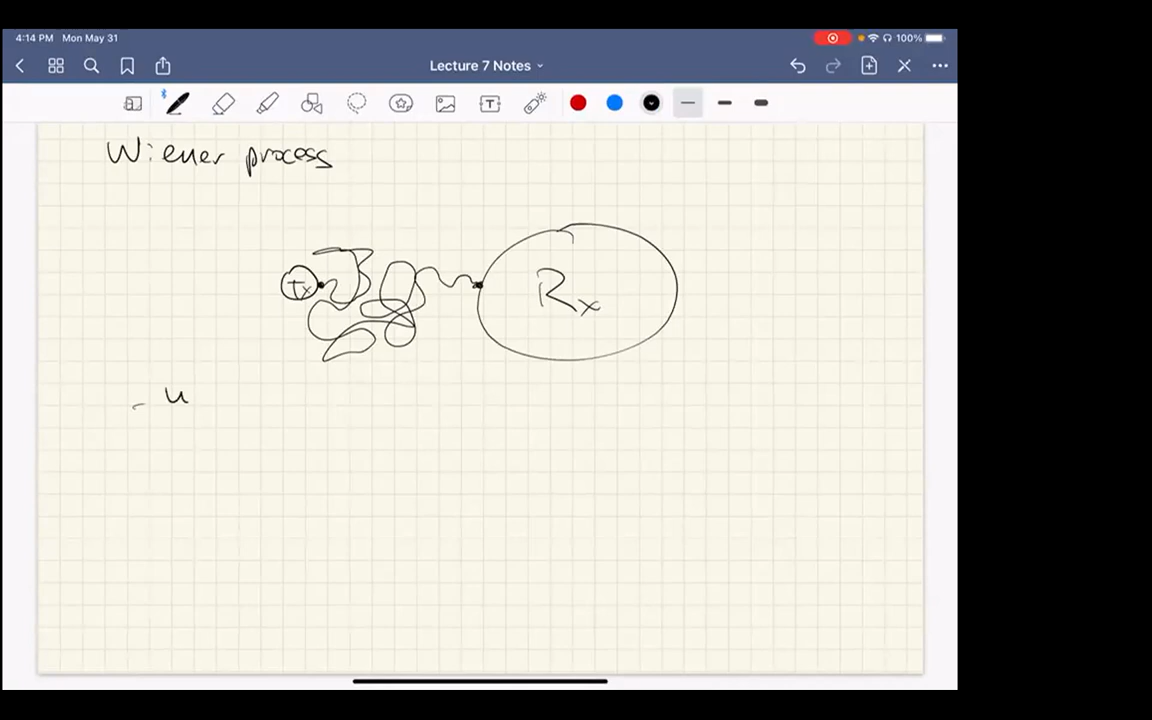 4:14 PM Mon May 31
100%
Lecture 7 Notes
T
Wiener process
Tx
Rx
- u